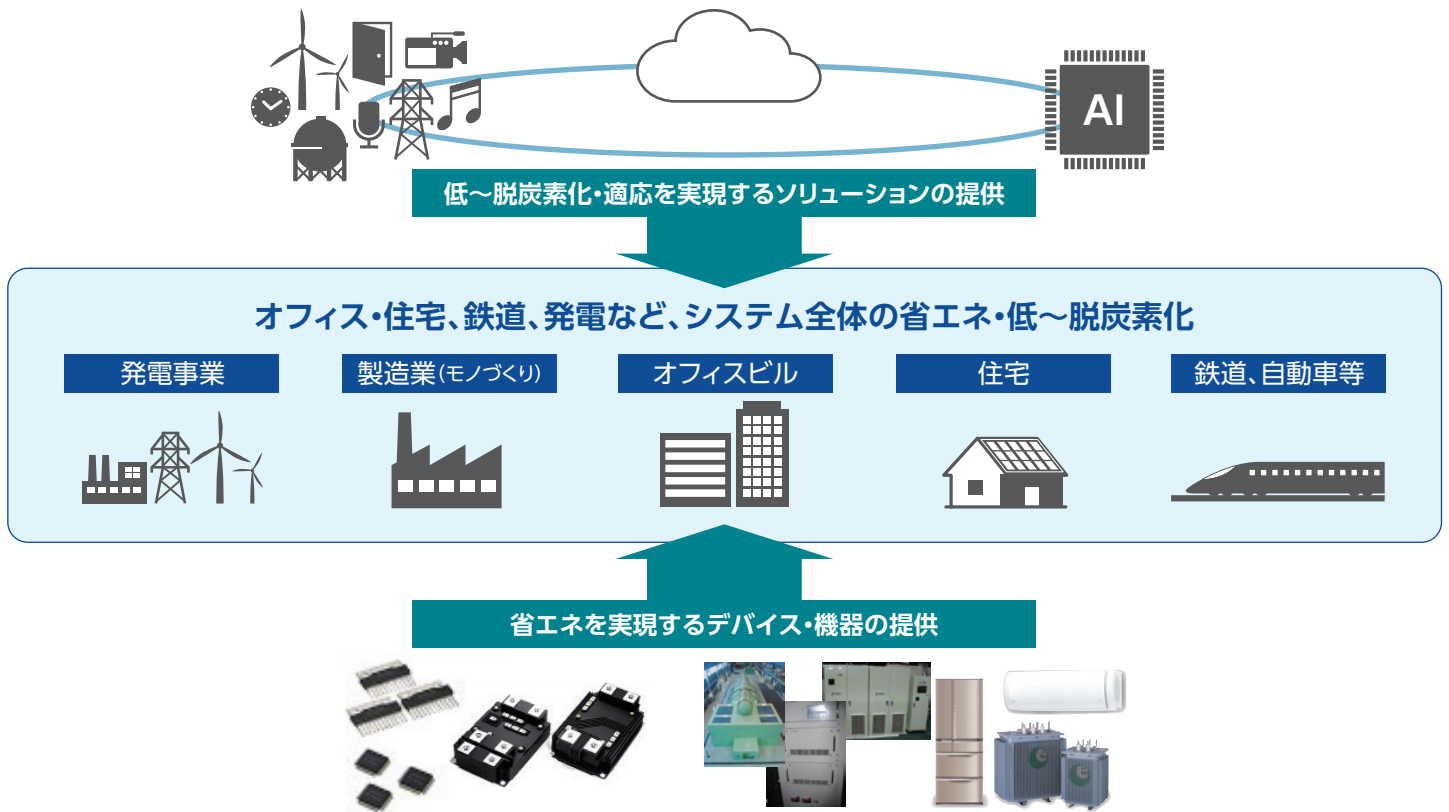 AI
低～脱炭素化・適応を実現するソリューションの提供
オフィス・住宅、鉄道、発電など、システム全体の省エネ・低～脱炭素化
発電事業
製造業(モノづくり)
オフィスビル
住宅
鉄道、自動車等
省エネを実現するデバイス・機器の提供